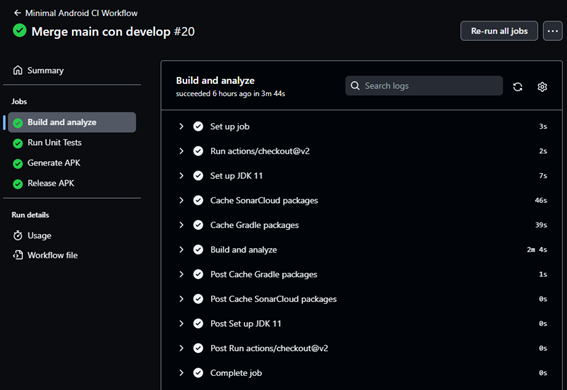 ← Minimal Android CI Workflow
Merge main con develop #20
Re-run all jobs
...
Summary
Jobs
Build and analyze
Run Unit Tests
Generate APK
Release APK
Run details
Usage
Workflow file
Build and analyze
succeeded 6 hours ago in 3m 44s
Search logs
Set up job 3s
Run actions/checkout@v2 2s
Set up JDK 11 7s
Cache SonarCloud packages 46s
Cache Gradle packages 39s
Build and analyze 2m 4s
Post Cache Gradle packages 1s
Post Cache SonarCloud packages 0s
Post Set up JDK 11 0s
Post Run actions/checkout@v2 0s
Complete job 0s